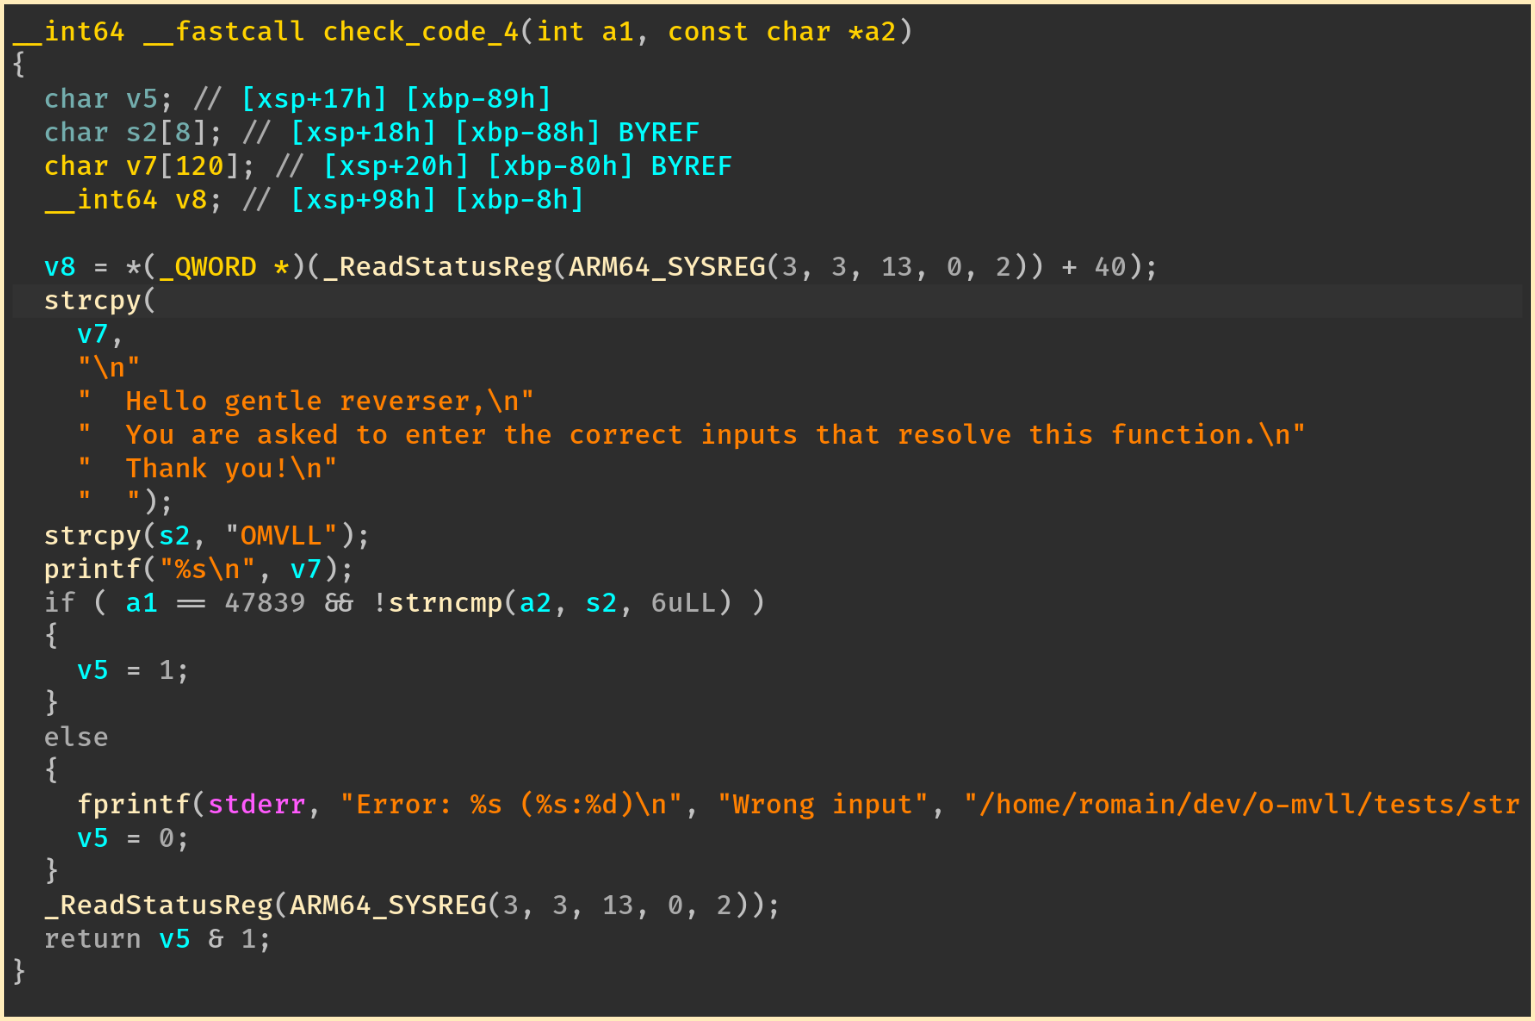 __int64 __fastcall check_code_4(int a1, const char *a2)
{
  char v5; // [xsp+17h] [xbp-89h]
  char s2[8]; // [xsp+18h] [xbp-88h] BYREF
  char v7[120]; // [xsp+20h] [xbp-80h] BYREF
  __int64 v8; // [xsp+98h] [xbp-8h]

  v8 = *(_QWORD *)(_ReadStatusReg(ARM64_SYSREG(3, 3, 13, 0, 2)) + 40);
  strcpy(
    v7,
    "\n"
    "  Hello gentle reverser,\n"
    "  You are asked to enter the correct inputs that resolve this function.\n"
    "  Thank you!\n"
    "  ");
  strcpy(s2, "OMVLL");
  printf("%s\n", v7);
  if ( a1 == 47839 && !strncmp(a2, s2, 6uLL) )
  {
    v5 = 1;
  }
  else
  {
    fprintf(stderr, "Error: %s (%s:%d)\n", "Wrong input", "/home/romain/dev/o-mvll/tests/str
    v5 = 0;
  }
  _ReadStatusReg(ARM64_SYSREG(3, 3, 13, 0, 2));
  return v5 & 1;
}